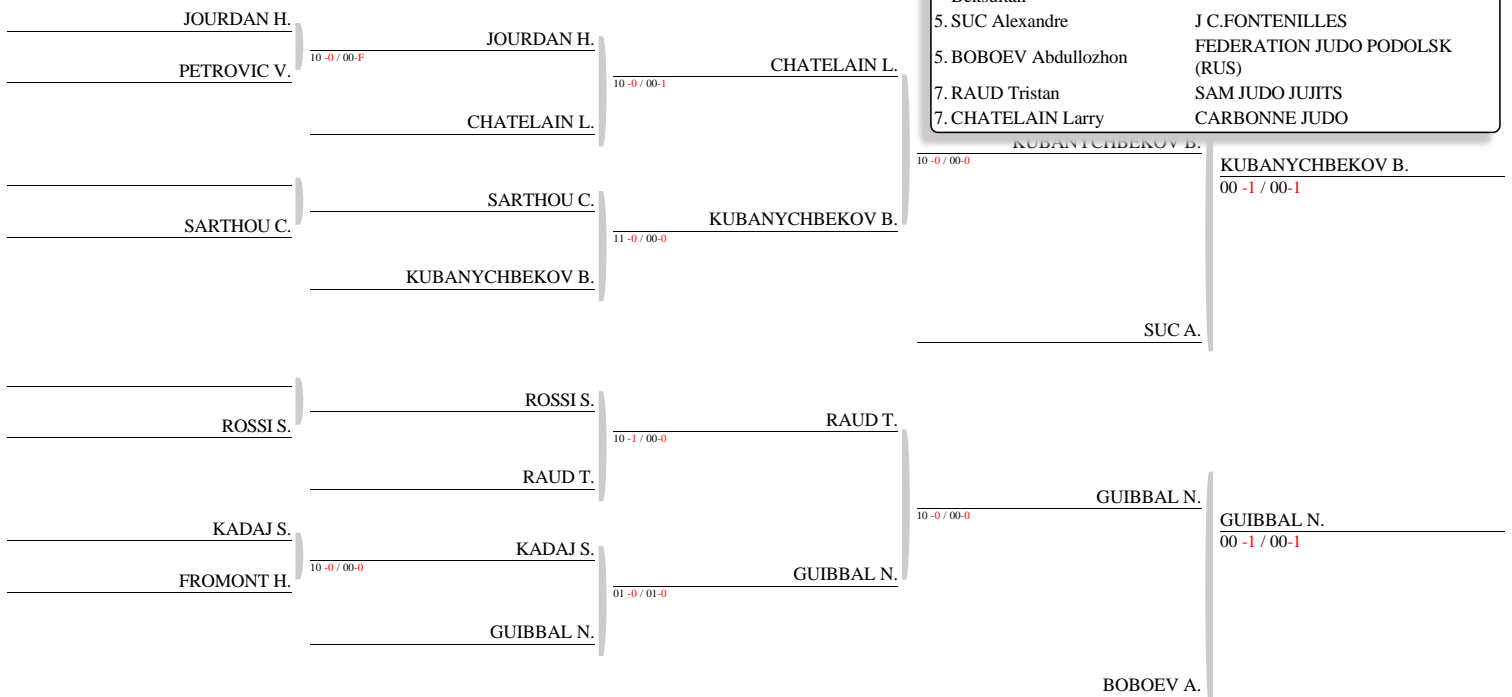 5. SUC Alexandre J C.FONTENILLES
5. BOBOEV Abdullozhon FEDERATION JUDO PODOLSK
(RUS)
7. RAUD Tristan SAM JUDO JUJITS
7. CHATELAIN Larry CARBONNE JUDO
JOURDAN H.
PETROVIC V.
SARTHOU C.
ROSSI S.
KADAJ S.
FROMONT H.
JOURDAN H.
10 -0 / 00-F
CHATELAIN L.
SARTHOU C.
KUBANYCHBEKOV B.
ROSSI S.
RAUD T.
KADAJ S.
10 -0 / 00-0
GUIBBAL N.
CHATELAIN L.
10 -0 / 00-1
KUBANYCHBEKOV B.
11 -0 / 00-0
RAUD T.
10 -1 / 00-0
GUIBBAL N.
01 -0 / 01-0
KUBANYCHBEKOV B.
10 -0 / 00-0
SUC A.
GUIBBAL N.
10 -0 / 00-0
BOBOEV A.
KUBANYCHBEKOV B.
00 -1 / 00-1
GUIBBAL N.
00 -1 / 00-1